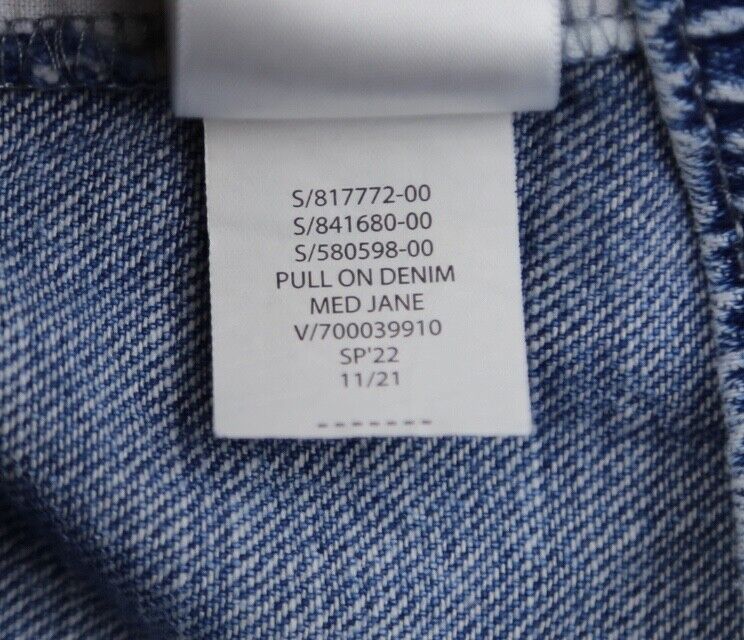 S/817772-00
S/841680-00
S/580598-00
PULL ON DENIM
MED JANE
V/700039910
SP'22
11/21
-------